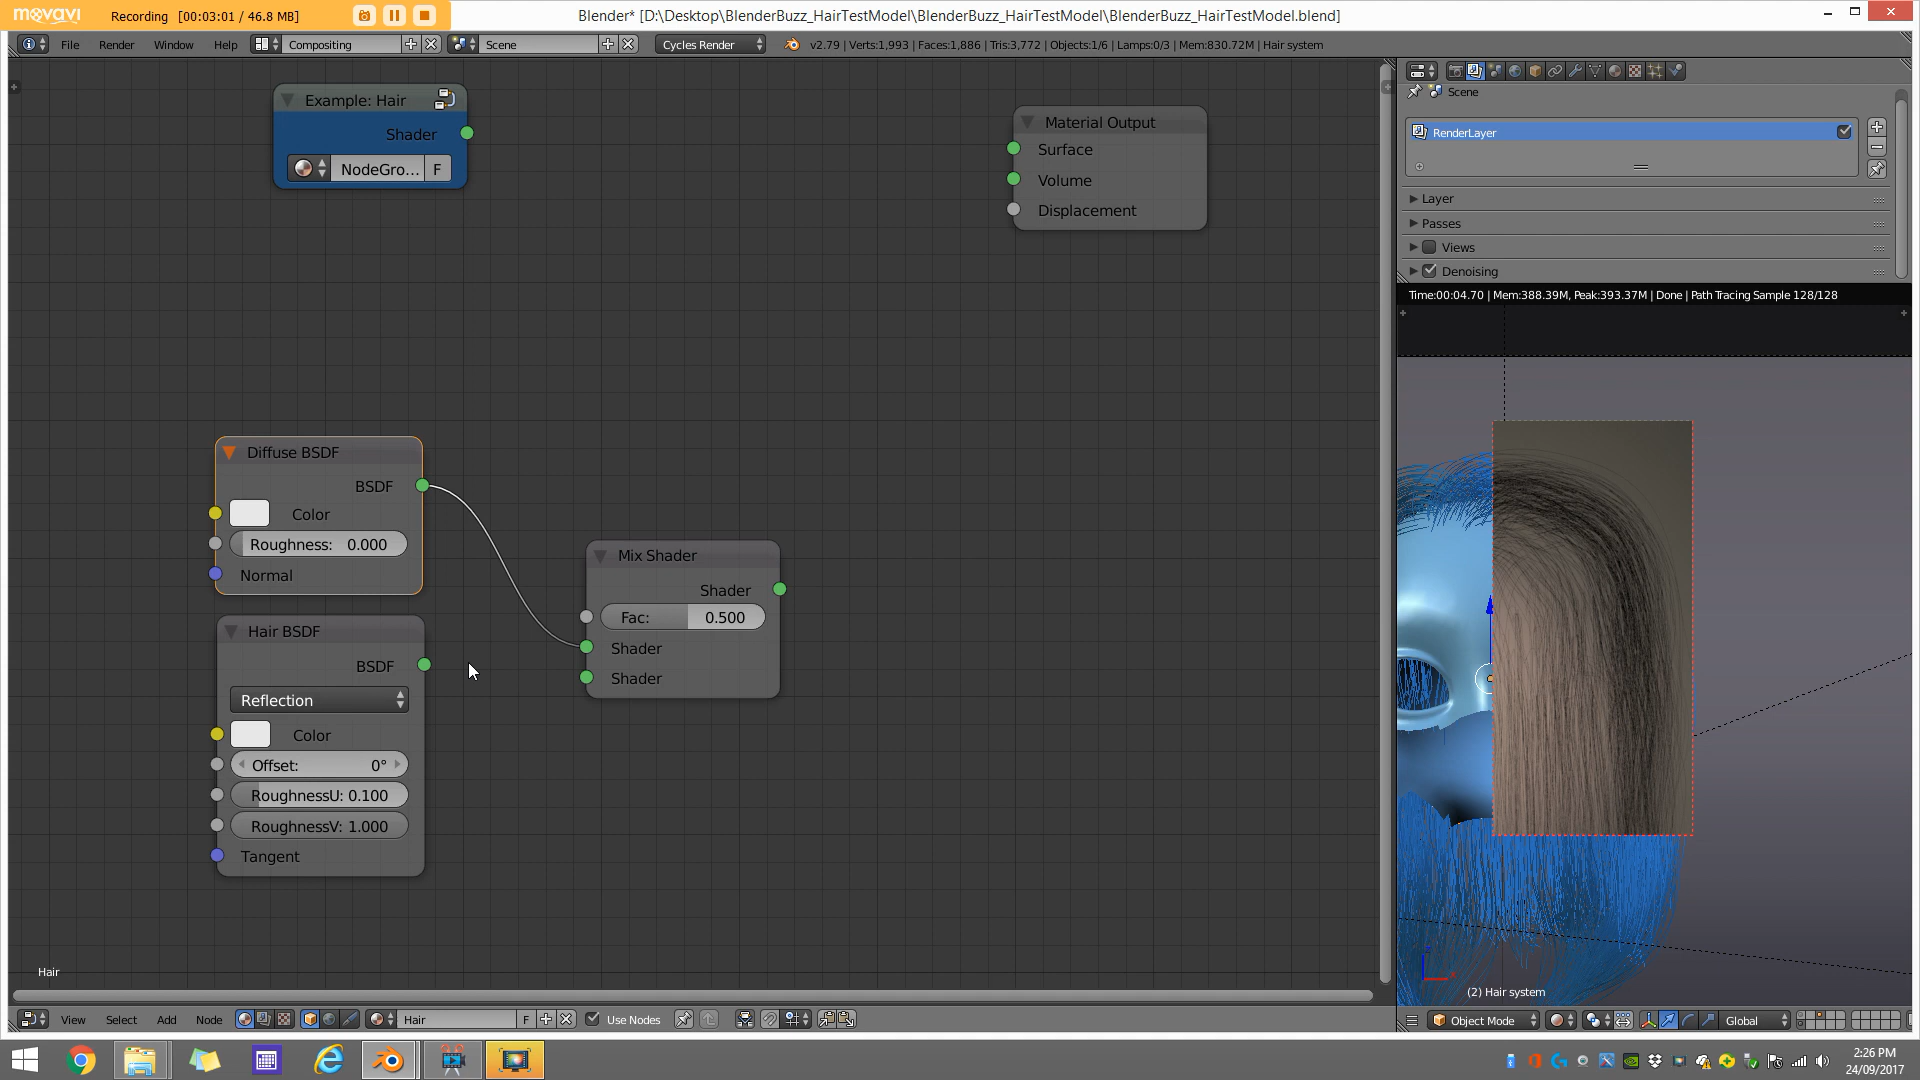 movavi Recording [00:03:01 / 46.8 MB]
Blender* [D:\Desktop\BlenderBuzz_HairTestModel\BlenderBuzz_HairTestModel\BlenderBuzz_HairTestModel.blend]
File Render Window Help Compositing Scene Cycles Render v2.79 | Verts:1,993 | Faces:1,886 | Tris:3,772 | Objects:1/6 | Lamps:0/3 | Mem:830.72M | Hair system
Example: Hair
Shader
NodeGro... F
Material Output
Surface
Volume
Displacement
Scene
RenderLayer
Layer
Passes
Views
Denoising
Time:00:04.70 | Mem:388.39M, Peak:393.37M | Done | Path Tracing Sample 128/128
Diffuse BSDF
BSDF
Color
Roughness: 0.000
Normal
Hair BSDF
BSDF
Reflection
Color
Offset: 0°
RoughnessU: 0.100
RoughnessV: 1.000
Tangent
Mix Shader
Shader
Fac: 0.500
Shader
Shader
Hair
(2) Hair system
View Select Add Node Hair F Use Nodes
Object Mode Global
2:26 PM
24/09/2017